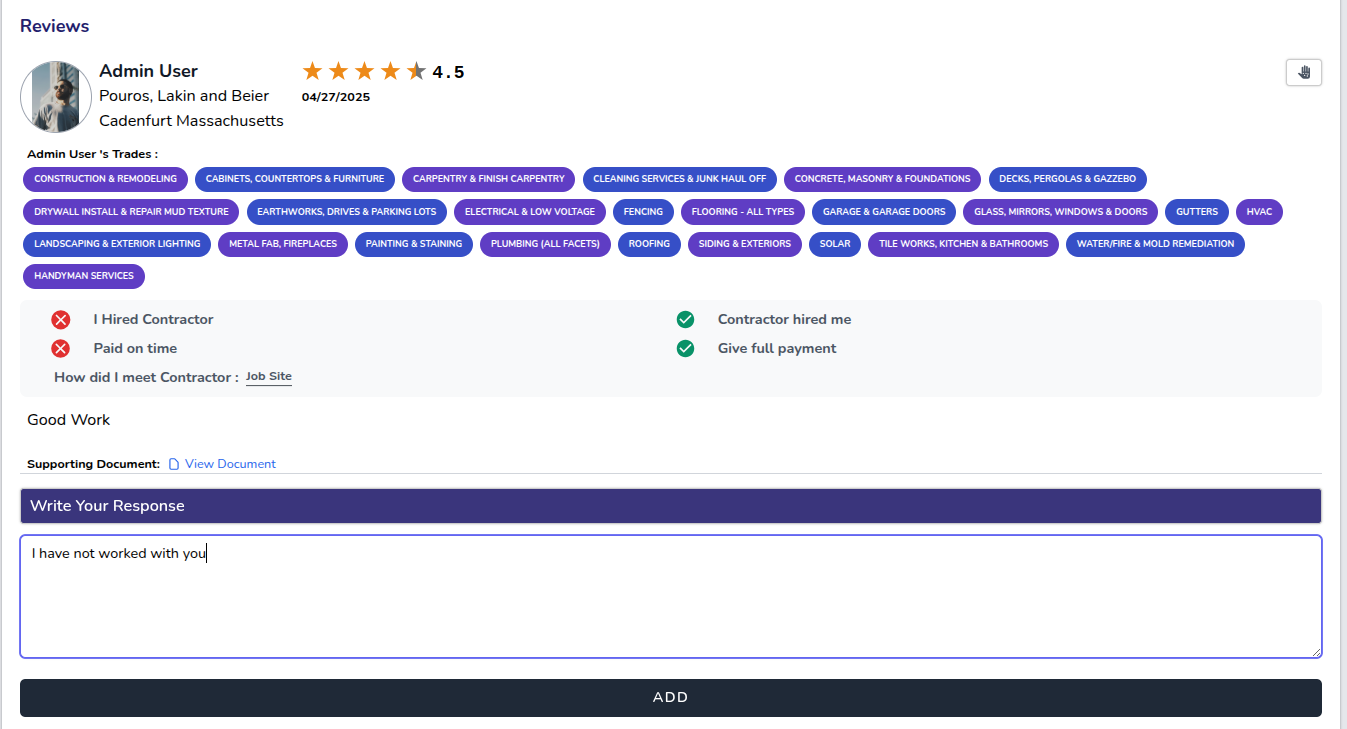 Reviews
Admin User 4.5
Pouros, Lakin and Beier 04/27/2025
Cadenfurt Massachusetts
Admin User 's Trades :
CONSTRUCTION & REMODELING CABINETS, COUNTERTOPS & FURNITURE CARPENTRY & FINISH CARPENTRY CLEANING SERVICES & JUNK HAUL OFF CONCRETE, MASONRY & FOUNDATIONS DECKS, PERGOLAS & GAZZEBO
DRYWALL INSTALL & REPAIR MUD TEXTURE EARTHWORKS, DRIVES & PARKING LOTS ELECTRICAL & LOW VOLTAGE FENCING FLOORING - ALL TYPES GARAGE & GARAGE DOORS GLASS, MIRRORS, WINDOWS & DOORS GUTTERS HVAC
LANDSCAPING & EXTERIOR LIGHTING METAL FAB, FIREPLACES PAINTING & STAINING PLUMBING (ALL FACETS) ROOFING SIDING & EXTERIORS SOLAR TILE WORKS, KITCHEN & BATHROOMS WATER/FIRE & MOLD REMEDIATION
HANDYMAN SERVICES
I Hired Contractor Contractor hired me
Paid on time Give full payment
How did I meet Contractor : Job Site
Good Work
Supporting Document: View Document
Write Your Response
I have not worked with you
ADD